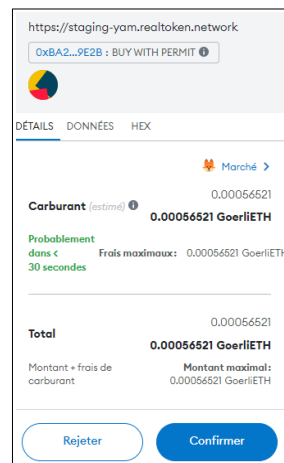 https://staging-yam.realtoken.network
0xBA2...9E2B : BUY WITH PERMIT
DÉTAILS DONNÉES HEX
Marché >
0.00056521
Carburant (estimé)
0.00056521 GoerliETH
Probablement
dans <
30 secondes
Frais maximaux: 0.00056521 GoerliETH
0.00056521
Total
0.00056521 GoerliETH
Montant + frais de
carburant
Montant maximal:
0.00056521 GoerliETH
Rejeter Confirmer